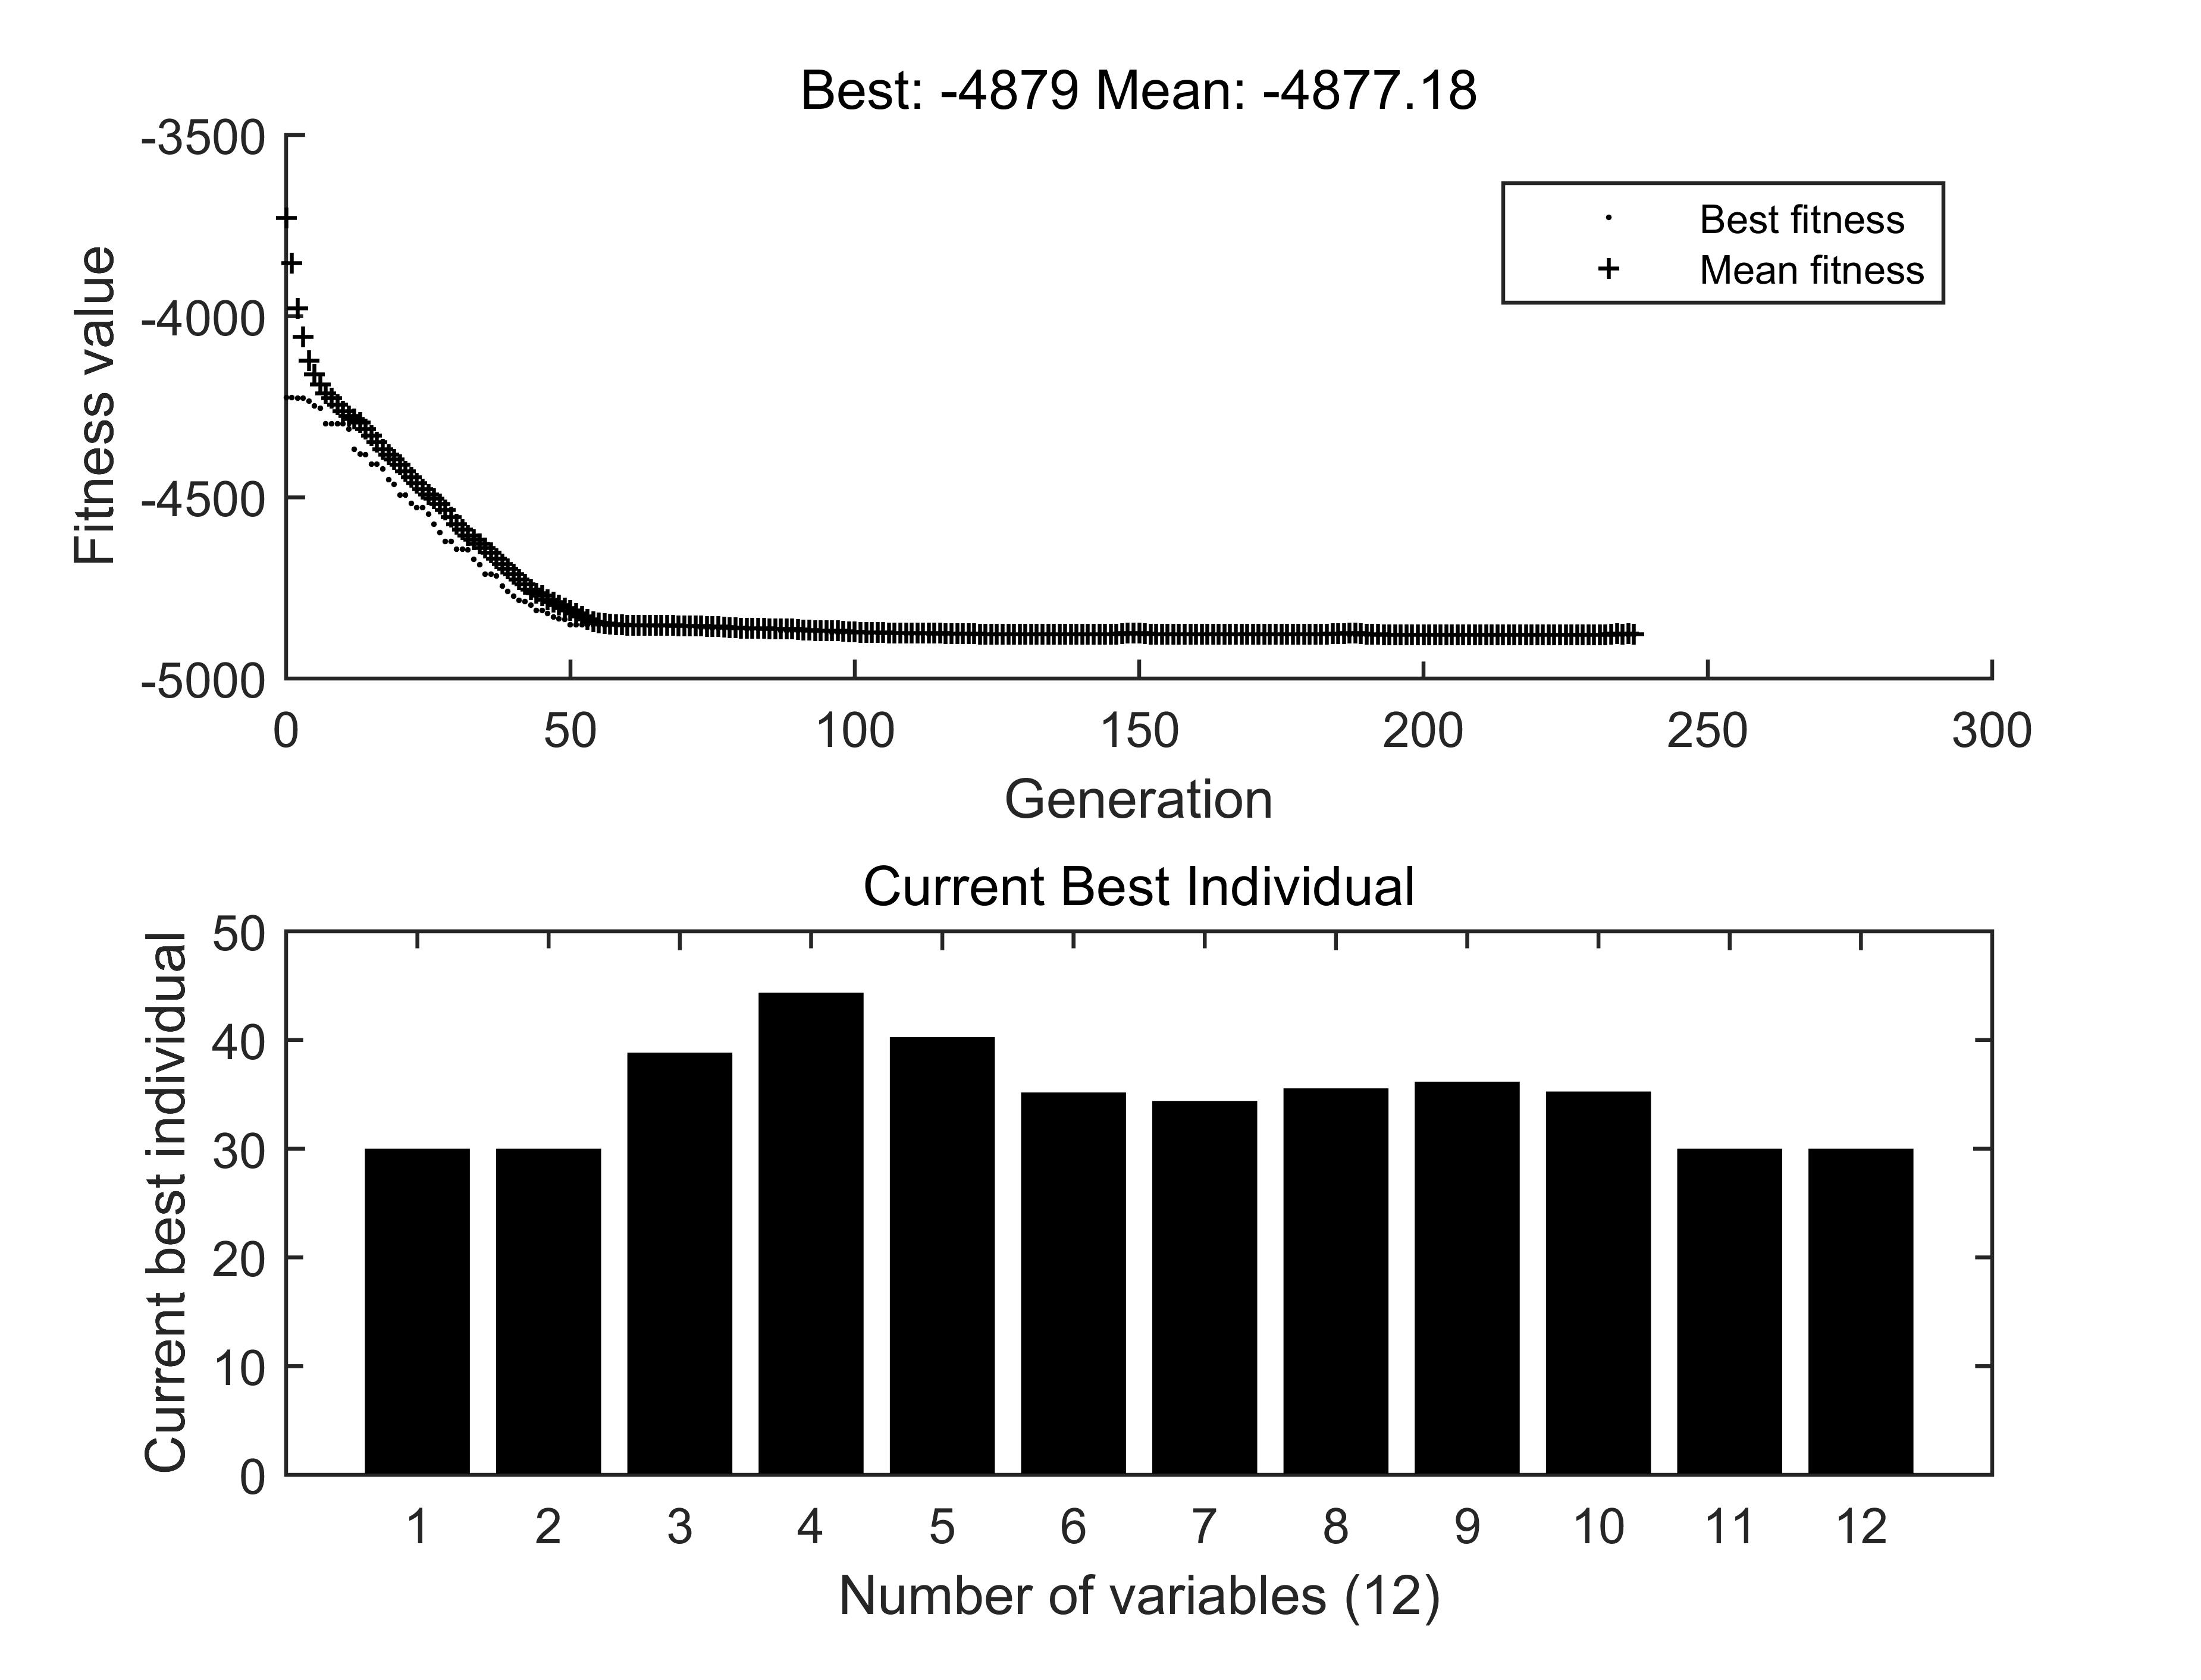 Best: -4879 Mean: -4877.18
-3500
-4000
-4500
-5000
Fitness value
Best fitness
Mean fitness
0 50 100 150 200 250 300
Generation
Current Best Individual
50
40
30
20
10
0
Current best individual
1 2 3 4 5 6 7 8 9 10 11 12
Number of variables (12)